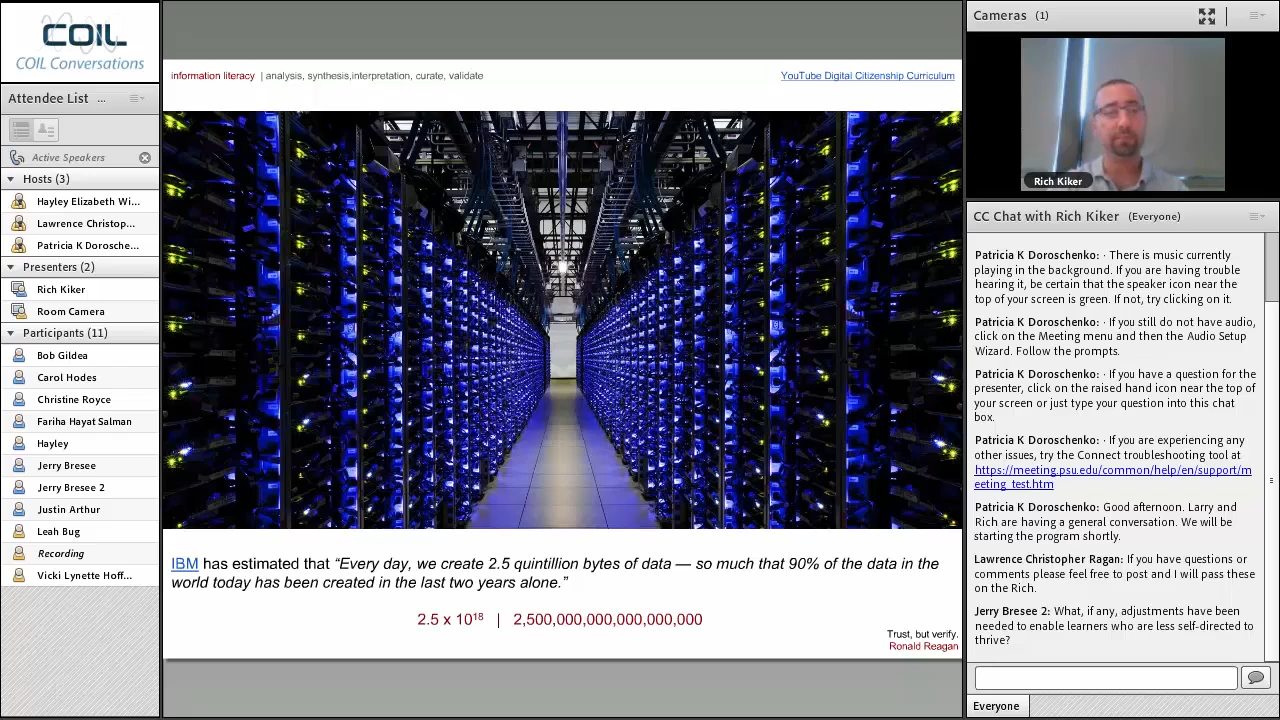 COIL
COIL Conversations
Attendee List ...
Active Speakers
Hosts (3)
Hayley Elizabeth Wi...
Lawrence Christop...
Patricia K Dorosche...
Presenters (2)
Rich Kiker
Room Camera
Participants (11)
Bob Gildea
Carol Hodes
Christine Royce
Fariha Hayat Salman
Hayley
Jerry Bresee
Jerry Bresee 2
Justin Arthur
Leah Bug
Recording
Vicki Lynette Hoff...
information literacy | analysis, synthesis,interpretation, curate, validate
YouTube Digital Citizenship Curriculum
IBM has estimated that “Every day, we create 2.5 quintillion bytes of data — so much that 90% of the data in the
world today has been created in the last two years alone.”
2.5 x 10¹⁸ | 2,500,000,000,000,000,000
Trust, but verify.
Ronald Reagan
Cameras (1)
Rich Kiker
CC Chat with Rich Kiker (Everyone)
Patricia K Doroschenko: · There is music currently
playing in the background. If you are having trouble
hearing it, be certain that the speaker icon near the
top of your screen is green. If not, try clicking on it.
Patricia K Doroschenko: · If you still do not have audio,
click on the Meeting menu and then the Audio Setup
Wizard. Follow the prompts.
Patricia K Doroschenko: · If you have a question for the
presenter, click on the raised hand icon near the top of
your screen or just type your question into this chat
box.
Patricia K Doroschenko: · If you are experiencing any
other issues, try the Connect troubleshooting tool at
https://meeting.psu.edu/common/help/en/support/m
eeting_test.htm
Patricia K Doroschenko: Good afternoon. Larry and
Rich are having a general conversation. We will be
starting the program shortly.
Lawrence Christopher Ragan: If you have questions or
comments please feel free to post and I will pass these
on the Rich.
Jerry Bresee 2: What, if any, adjustments have been
needed to enable learners who are less self-directed to
thrive?
Everyone